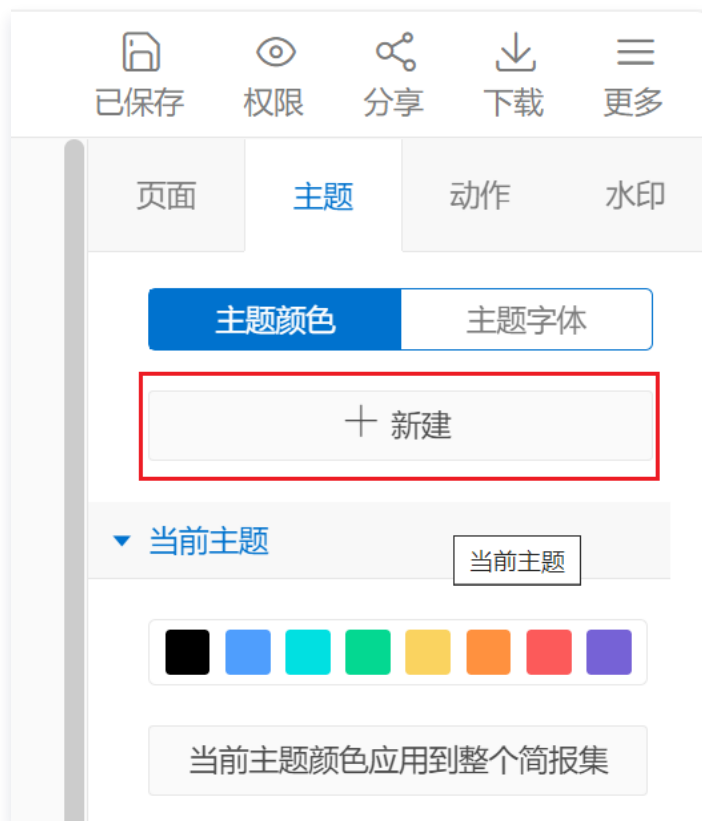 已保存 权限 分享 下载 更多
页面 主题 动作 水印
主题颜色 主题字体
新建
当前主题
当前主题
当前主题颜色应用到整个简报集